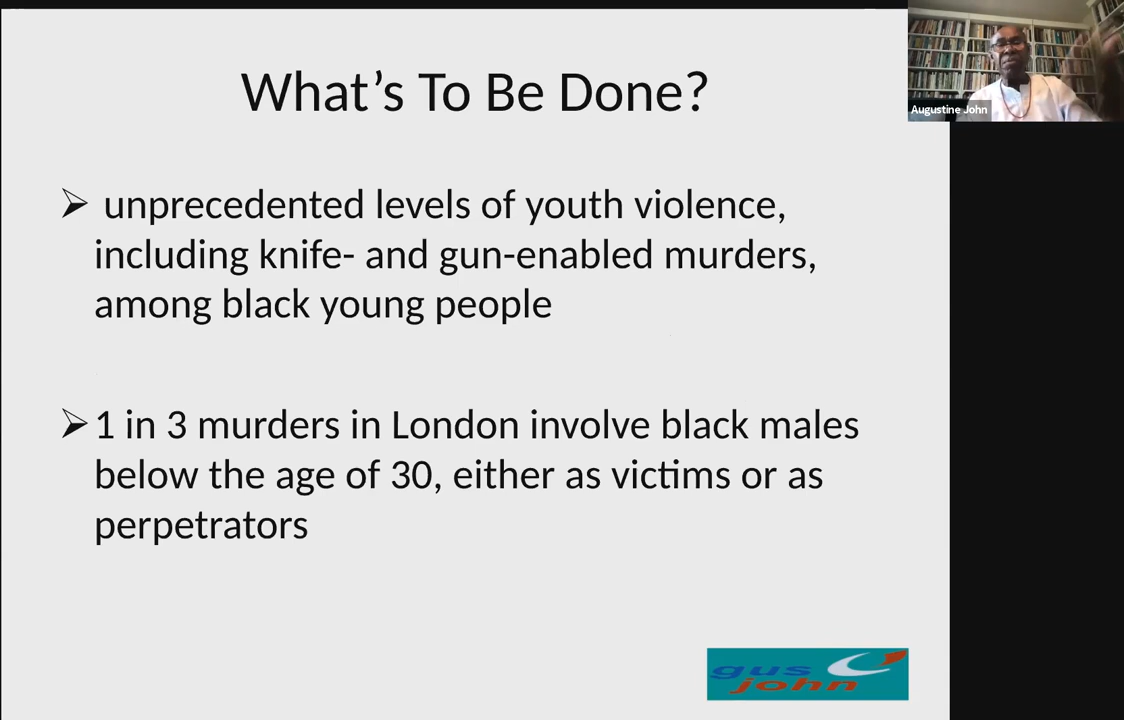 What’s To Be Done?
Augustine John
➢ unprecedented levels of youth violence,
including knife- and gun-enabled murders,
among black young people
➢1 in 3 murders in London involve black males
below the age of 30, either as victims or as
perpetrators
gus
john